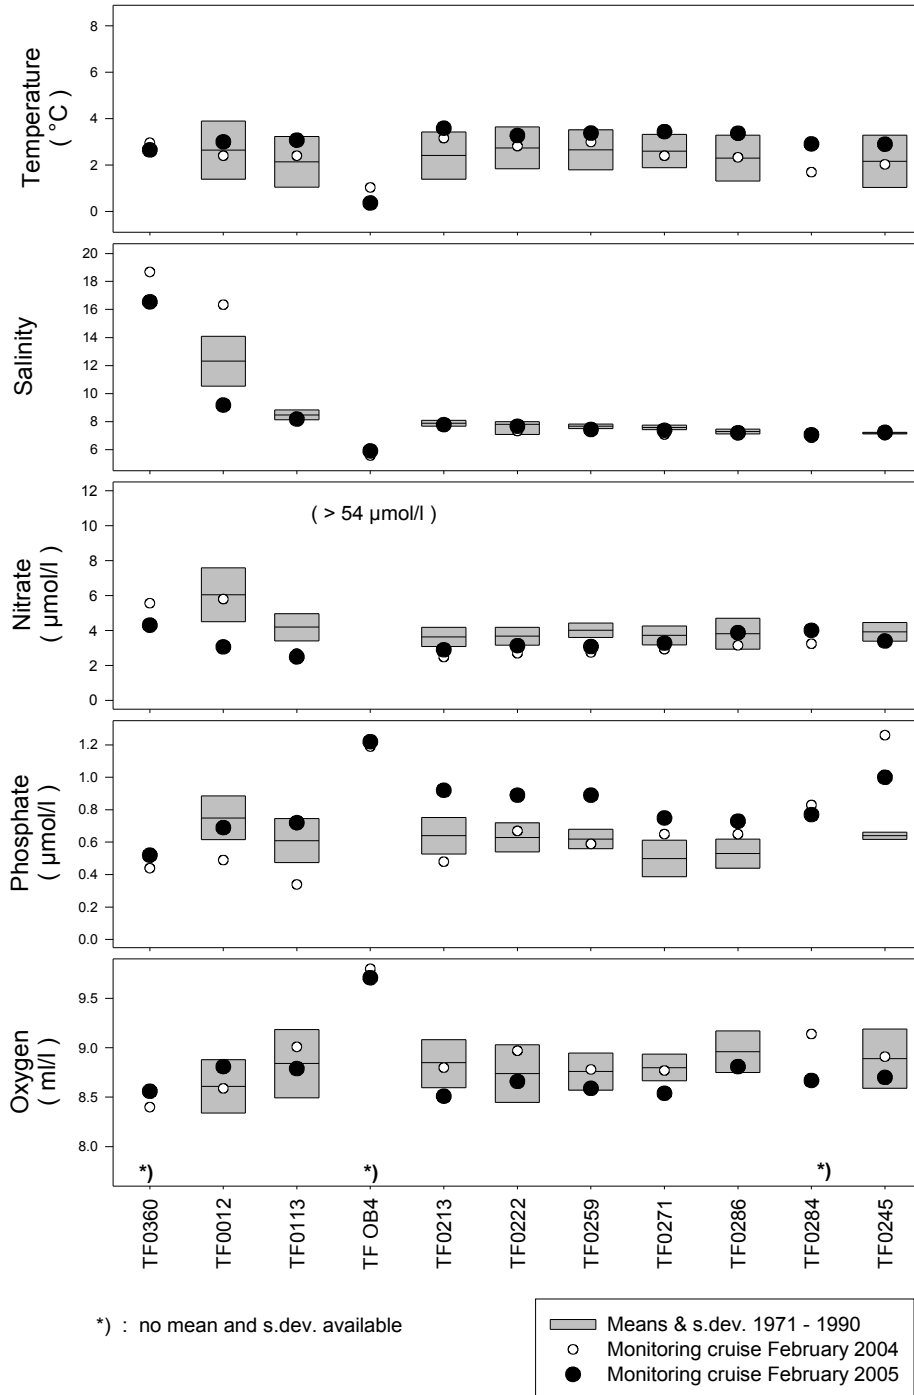 Temperature
( °C )
8
6
4
2
0
Salinity
20
18
16
14
12
10
8
6
Nitrate
( µmol/l )
12
10
8
6
4
2
0
( > 54 µmol/l )
Phosphate
( µmol/l )
1.2
1.0
0.8
0.6
0.4
0.2
0.0
Oxygen
( ml/l )
9.5
9.0
8.5
8.0
*) *) *)
TF0360
TF0012
TF0113
TF OB4
TF0213
TF0222
TF0259
TF0271
TF0286
TF0284
TF0245
*) : no mean and s.dev. available
Means & s.dev. 1971 - 1990
Monitoring cruise February 2004
Monitoring cruise February 2005